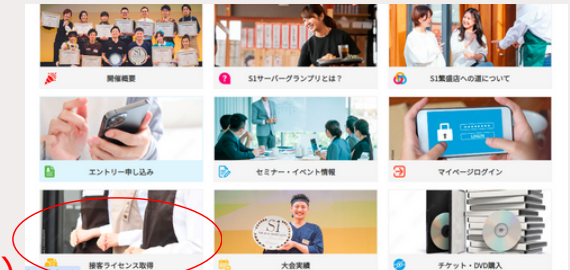 開催概要
S1サーバーグランプリとは?
S1繁盛店への道について
エントリー申し込み
セミナー・イベント情報
LOGIN
マイページログイン
接客ライセンス取得
S1
大会実績
チケット・DVD購入
)